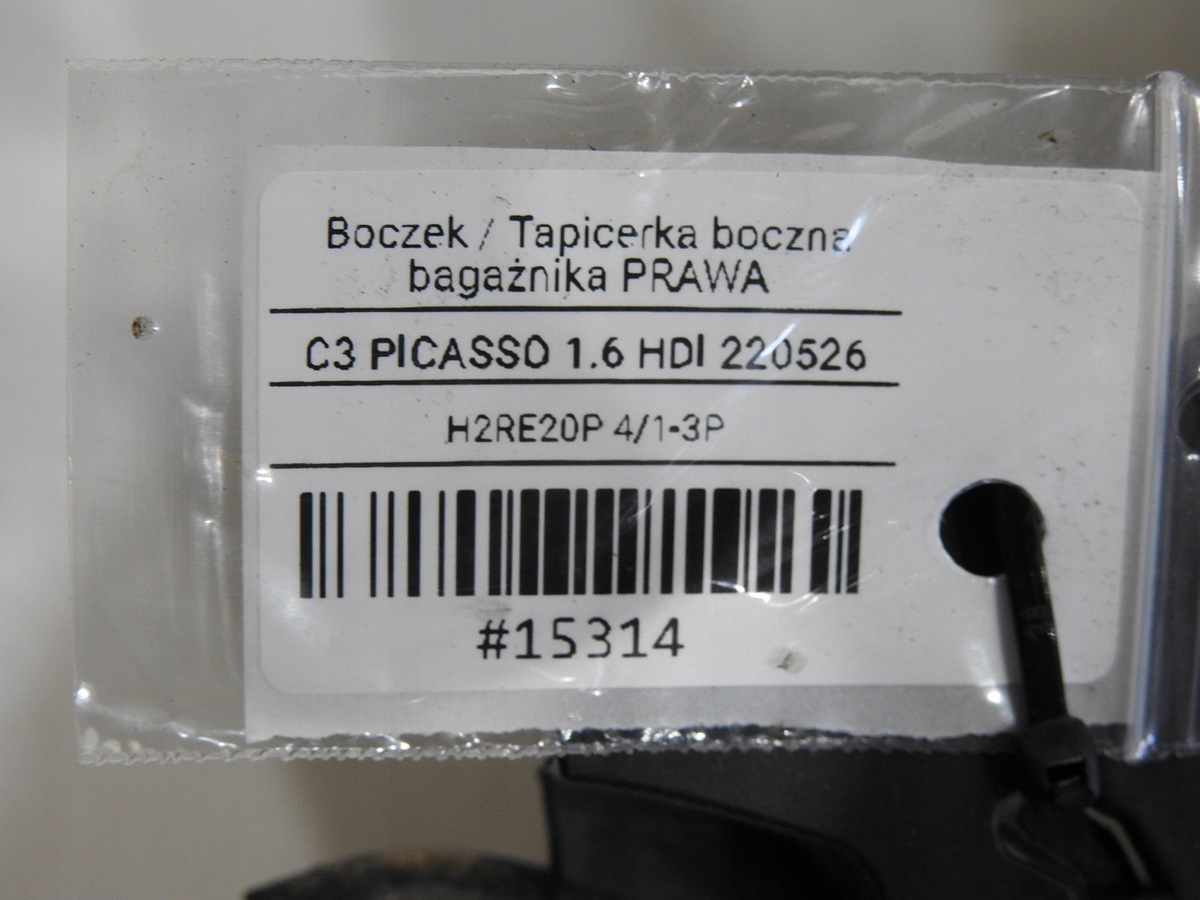 Boczek / Tapicerka boczna
bagażnika PRAWA
C3 PICASSO 1.6 HDI 220526
H2RE20P 4/1-3P
#15314